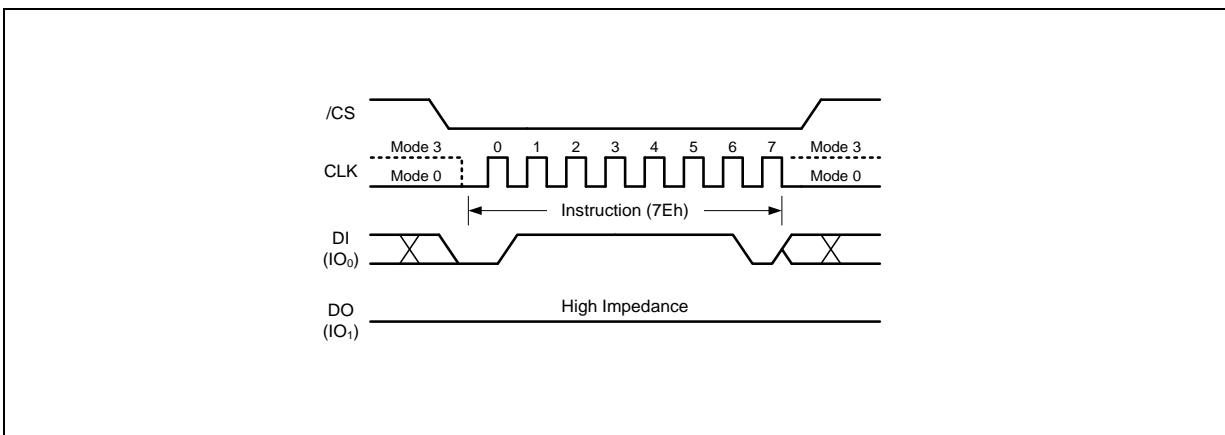 /CS
Mode 3 0 1 2 3 4 5 6 7 Mode 3
CLK
Mode 0 Mode 0
Instruction (7Eh)
DI
(IO₀)
High Impedance
DO
(IO₁)